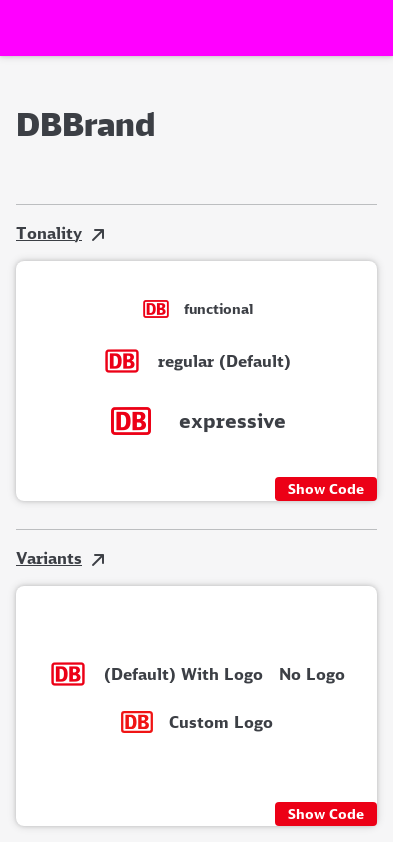 DBBrand
Tonality
DB functional
DB regular (Default)
DB expressive
Show Code
Variants
DB (Default) With Logo No Logo
DB Custom Logo
Show Code